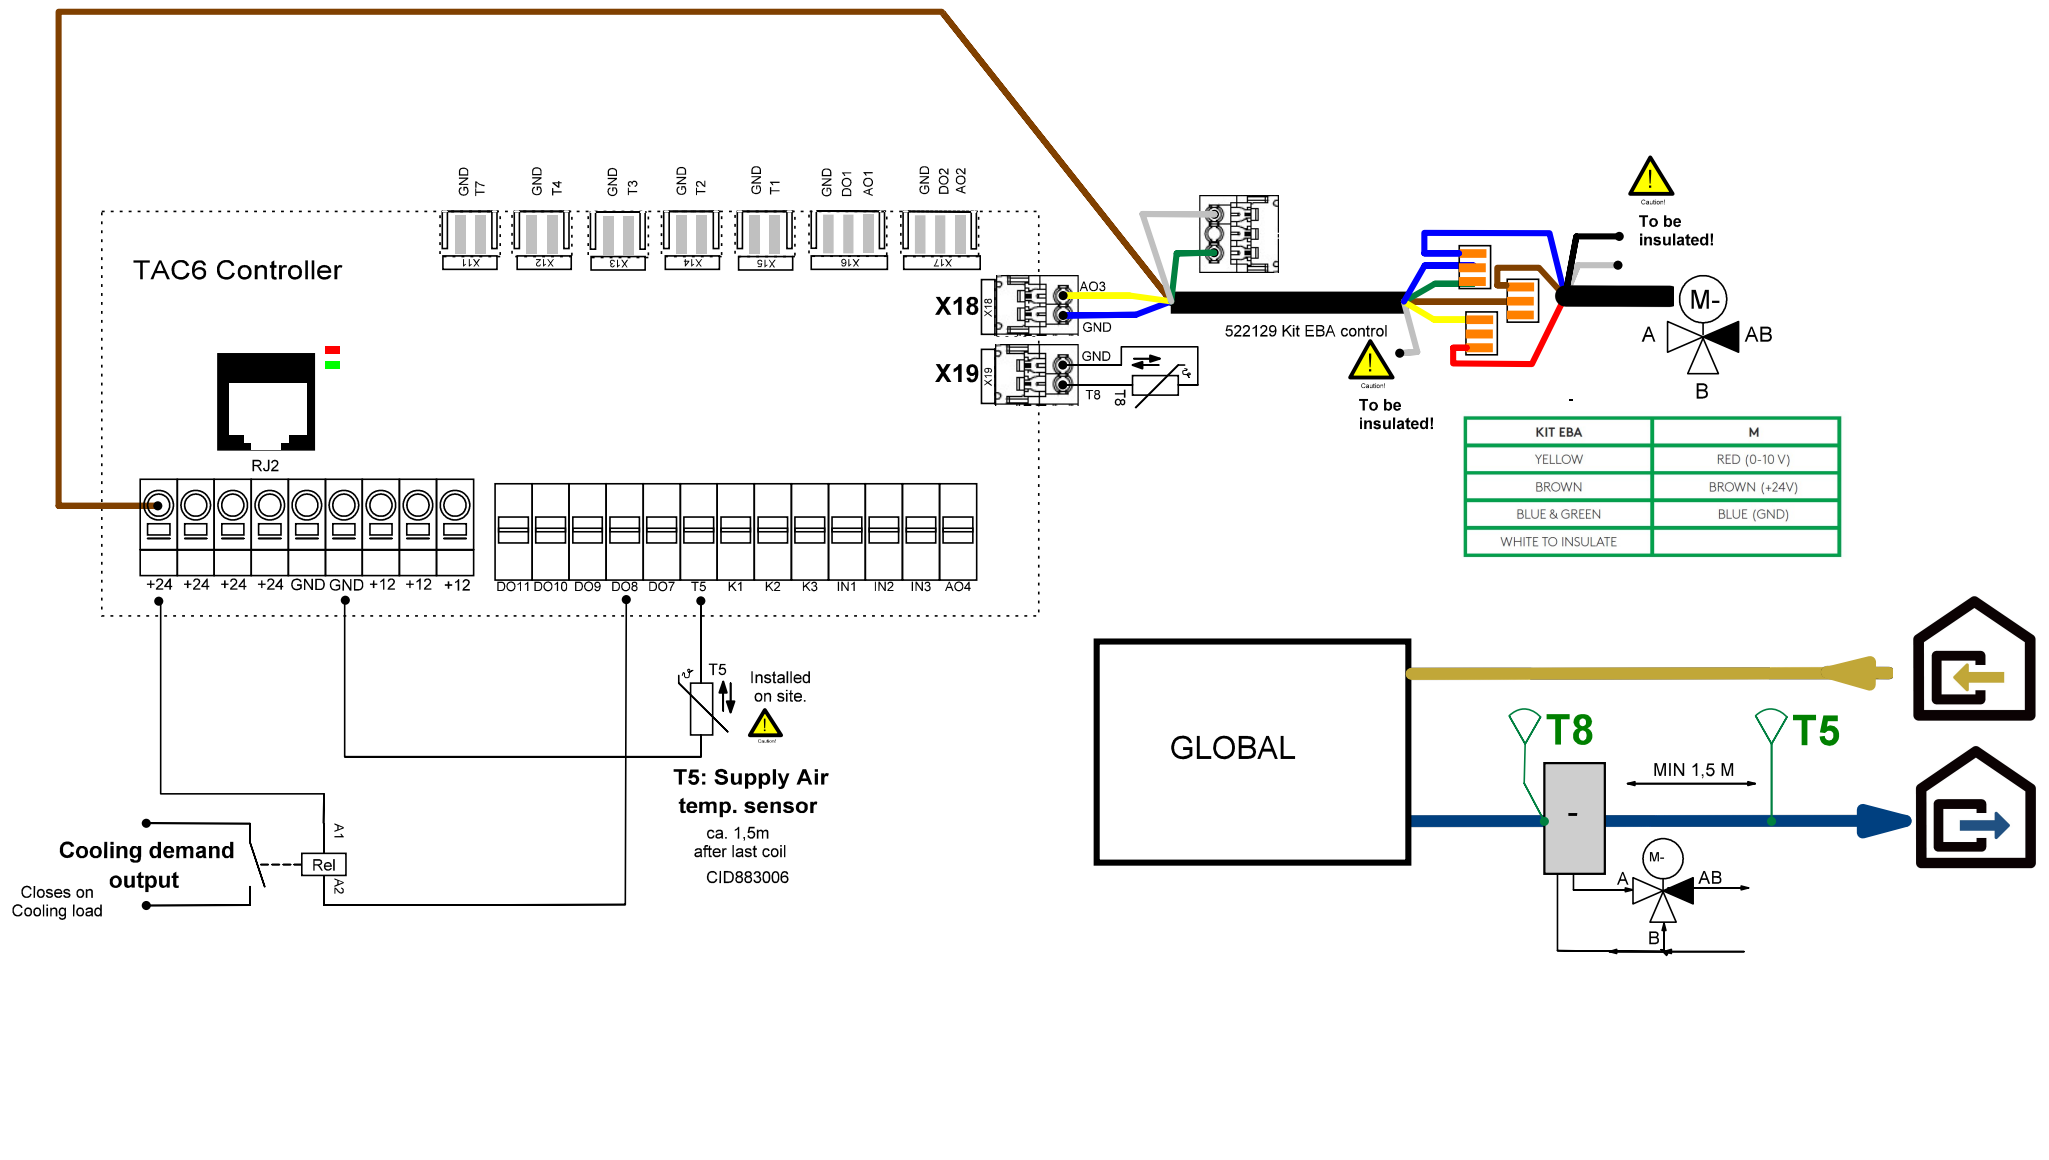 GND
T7
GND
T4
GND
T3
GND
T2
GND
T1
GND
DO1
AO1
GND
DO2
AO2
X11
X12
X13
X14
X15
X16
X17
TAC6 Controller
X18
X18
AO3
GND
X19
X19
GND
T8
T8
522129 Kit EBA control
Caution!
To be
insulated!
Caution!
To be
insulated!
M-
A
AB
B
-
RJ2
KIT EBA
M
YELLOW
RED (0-10 V)
BROWN
BROWN (+24V)
BLUE & GREEN
BLUE (GND)
WHITE TO INSULATE
+24
+24
+24
+24
GND
GND
+12
+12
+12
DO11
DO10
DO9
DO8
DO7
T5
K1
K2
K3
IN1
IN2
IN3
AO4
T5
Installed
on site.
Caution!
T5: Supply Air
temp. sensor
ca. 1,5m
after last coil
CID883006
Cooling demand
output
Closes on
Cooling load
A1
Rel
A2
GLOBAL
T8
T5
MIN 1,5 M
-
M-
A
AB
B